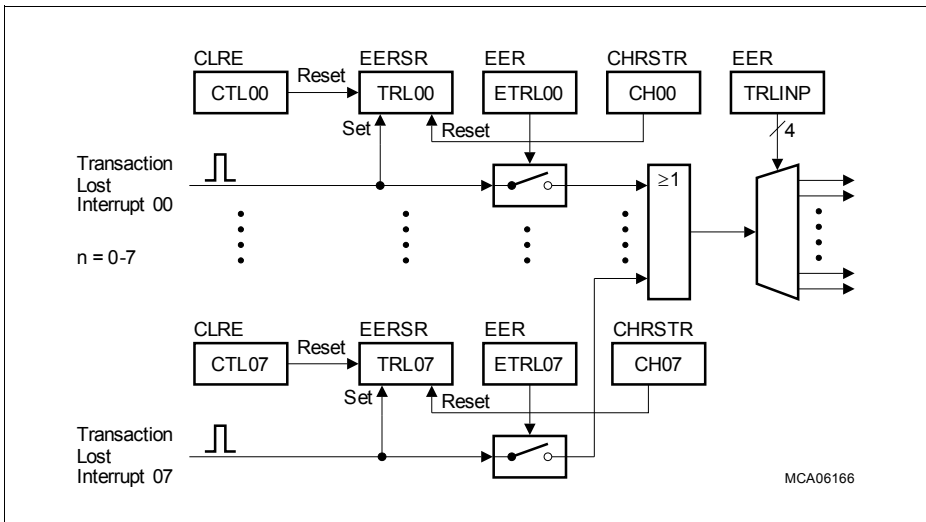 CLRE EERSR EER CHRSTR EER
CTL00 Reset TRL00 ETRL00 CH00 TRLINP
Set Reset 4
Transaction
Lost
Interrupt 00
≥1
n = 0-7
CLRE EERSR EER CHRSTR
CTL07 Reset TRL07 ETRL07 CH07
Set Reset
Transaction
Lost
Interrupt 07
MCA06166